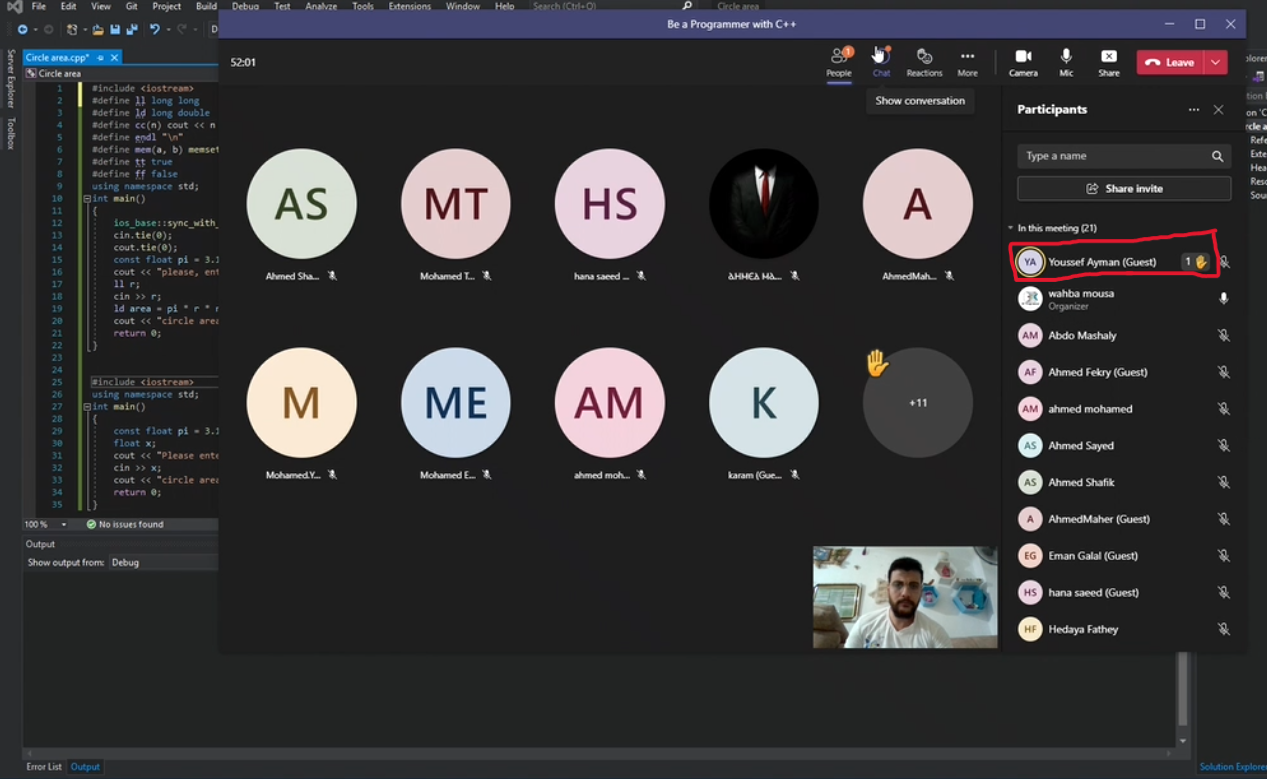 File Edit View Git Project Build Debug Test Analyze Tools Extensions Window Help Search (Ctrl+Q) Circle area
Be a Programmer with C++
Circle area.cpp*
Circle area
Server Explorer
Toolbox
1 #include <iostream>
2 #define ll long long
3 #define ld long double
4 #define cc(n) cout << n
5 #define endl "\n"
6 #define mem(a, b) memset
7 #define tt true
8 #define ff false
9 using namespace std;
10 int main()
11 {
12 ios_base::sync_with_
13 cin.tie(0);
14 cout.tie(0);
15 const float pi = 3.1
16 cout << "please, ent
17 ll r;
18 cin >> r;
19 ld area = pi * r * r
20 cout << "circle area
21 return 0;
22 }
23
24
25 #include <iostream>
26 using namespace std;
27 int main()
28 {
29 const float pi = 3.1
30 float x;
31 cout << "Please ente
32 cin >> x;
33 cout << "circle area
34 return 0;
35 }
100 %
No issues found
Output
Show output from: Debug
Error List Output
52:01
1
People Chat Reactions More Camera Mic Share Leave
Show conversation
AS MT HS A
Ahmed Sha... Mohamed T... hana saeed ... AhmedMah...
M ME AM K +11
Mohamed.Y... Mohamed E... ahmed moh... karam (Gue...
Participants
Type a name
Share invite
In this meeting (21)
YA Youssef Ayman (Guest) 1
wahba mousa
Organizer
AM Abdo Mashaly
AF Ahmed Fekry (Guest)
AM ahmed mohamed
AS Ahmed Sayed
AS Ahmed Shafik
A AhmedMaher (Guest)
EG Eman Galal (Guest)
HS hana saeed (Guest)
HF Hedaya Fathey
Solution Explorer